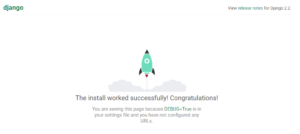 django
View release notes for Django 2.2
The install worked successfully! Congratulations!
You are seeing this page because DEBUG=True is in
your settings file and you have not configured any
URLs.